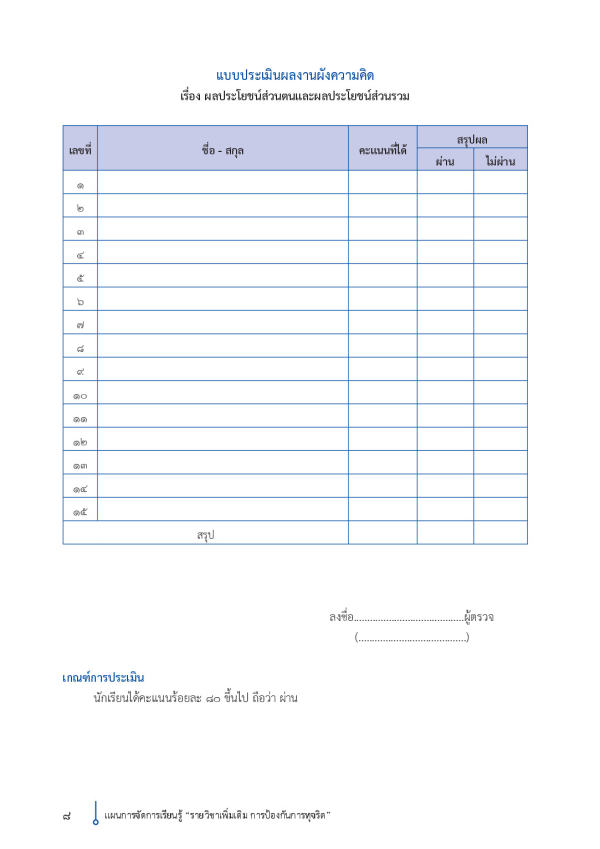 แบบประเมินผลงานผังความคิด
เรื่อง ผลประโยชน์ส่วนตนและผลประโยชน์ส่วนรวม
เลขที่ ชื่อ - สกุล คะแนนที่ได้ สรุปผล
ผ่าน ไม่ผ่าน
๑
๒
๓
๔
๕
๖
๗
๘
๙
๑๐
๑๑
๑๒
๑๓
๑๔
๑๕
สรุป
ลงชื่อ.......................................ผู้ตรวจ
(.......................................)
เกณฑ์การประเมิน
นักเรียนได้คะแนนร้อยละ ๘๐ ขึ้นไป ถือว่า ผ่าน
๘ แผนการจัดการเรียนรู้ “รายวิชาเพิ่มเติม การป้องกันการทุจริต”